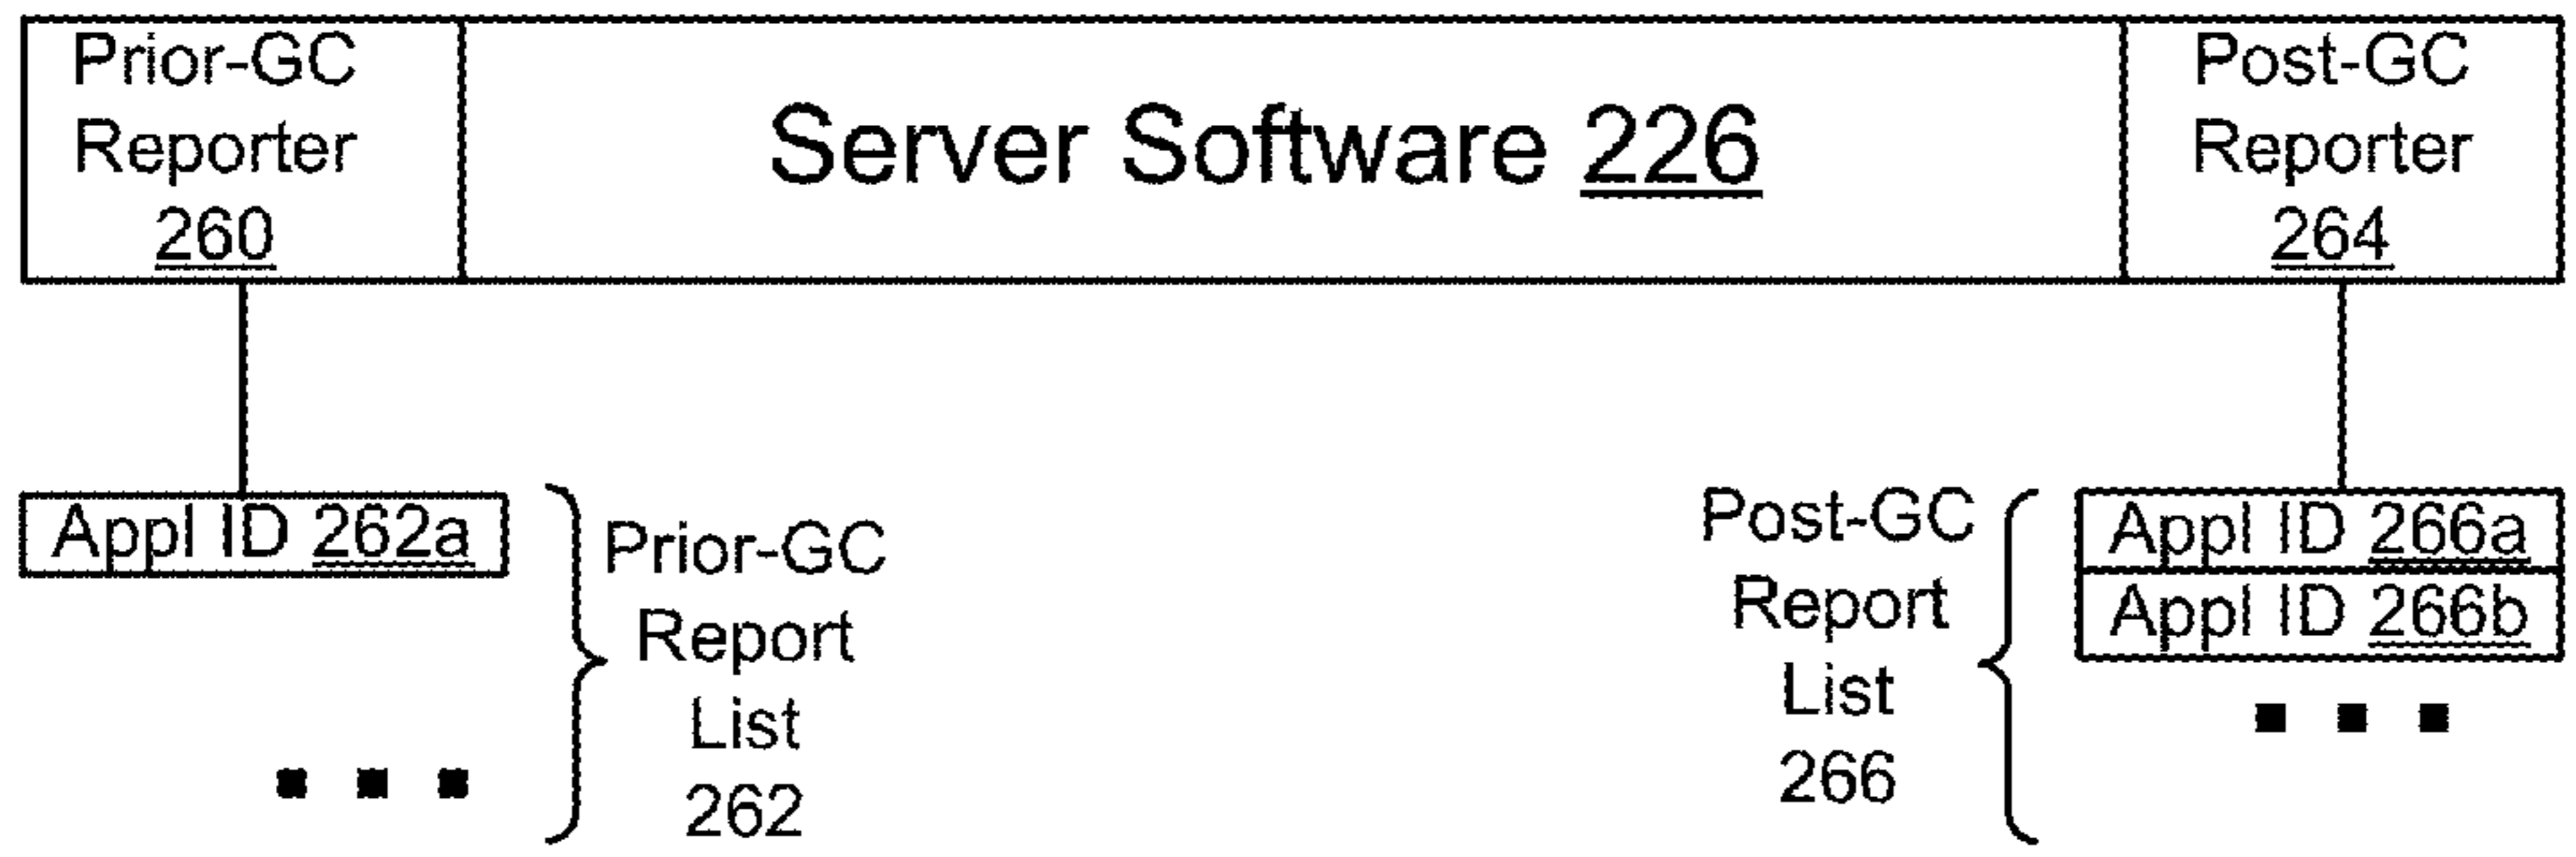 Prior-GC
Reporter
260
Server Software 226
Post-GC
Reporter
264
Appl ID 262a
Prior-GC
Report
List
262
Post-GC
Report
List
266
Appl ID 266a
Appl ID 266b